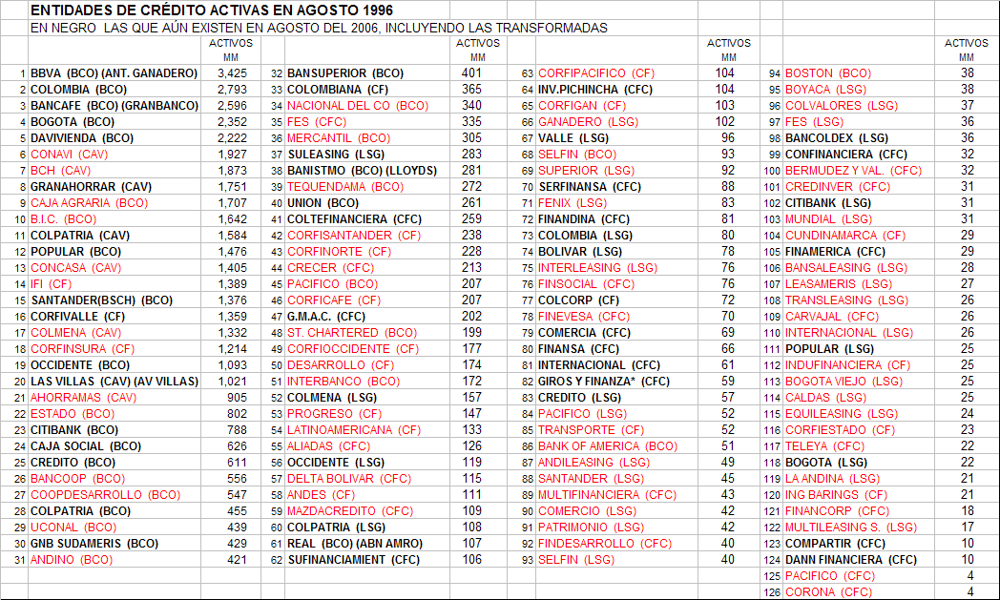 ENTIDADES DE CRÉDITO ACTIVAS EN AGOSTO 1996
EN NEGRO LAS QUE AÚN EXISTEN EN AGOSTO DEL 2006, INCLUYENDO LAS TRANSFORMADAS
ACTIVOS ACTIVOS ACTIVOS ACTIVOS
MM MM MM MM
1 BBVA (BCO) (ANT. GANADERO) 3,425 32 BANSUPERIOR (BCO) 401 63 CORFIPACIFICO (CF) 104 94 BOSTON (BCO) 38
2 COLOMBIA (BCO) 2,793 33 COLOMBIANA (CF) 365 64 INV.PICHINCHA (CFC) 104 95 BOYACA (LSG) 38
3 BANCAFE (BCO) (GRANBANCO) 2,596 34 NACIONAL DEL CO (BCO) 340 65 CORFIGAN (CF) 103 96 COLVALORES (LSG) 37
4 BOGOTA (BCO) 2,352 35 FES (CFC) 335 66 GANADERO (LSG) 102 97 FES (LSG) 36
5 DAVIVIENDA (BCO) 2,222 36 MERCANTIL (BCO) 305 67 VALLE (LSG) 96 98 BANCOLDEX (LSG) 36
6 CONAVI (CAV) 1,927 37 SULEASING (LSG) 283 68 SELFIN (BCO) 93 99 CONFINANCIERA (CFC) 32
7 BCH (CAV) 1,873 38 BANISTMO (BCO) (LLOYDS) 281 69 SUPERIOR (LSG) 92 100 BERMUDEZ Y VAL. (CFC) 32
8 GRANAHORRAR (CAV) 1,751 39 TEQUENDAMA (BCO) 272 70 SERFINANSA (CFC) 88 101 CREDINVER (CFC) 31
9 CAJA AGRARIA (BCO) 1,707 40 UNION (BCO) 261 71 FENIX (LSG) 83 102 CITIBANK (LSG) 31
10 B.I.C. (BCO) 1,642 41 COLTEFINANCIERA (CFC) 259 72 FINANDINA (CFC) 81 103 MUNDIAL (LSG) 31
11 COLPATRIA (CAV) 1,584 42 CORFISANTANDER (CF) 238 73 COLOMBIA (LSG) 80 104 CUNDINAMARCA (CF) 29
12 POPULAR (BCO) 1,476 43 CORFINORTE (CF) 228 74 BOLIVAR (LSG) 78 105 FINAMERICA (CFC) 29
13 CONCASA (CAV) 1,405 44 CRECER (CFC) 213 75 INTERLEASING (LSG) 76 106 BANSALEASING (LSG) 28
14 IFI (CF) 1,389 45 PACIFICO (BCO) 207 76 FINSOCIAL (CFC) 76 107 LEASAMERIS (LSG) 27
15 SANTANDER(BSCH) (BCO) 1,376 46 CORFICAFE (CF) 207 77 COLCORP (CF) 72 108 TRANSLEASING (LSG) 26
16 CORFIVALLE (CF) 1,359 47 G.M.A.C. (CFC) 202 78 FINEVESA (CFC) 70 109 CARVAJAL (CFC) 26
17 COLMENA (CAV) 1,332 48 ST. CHARTERED (BCO) 199 79 COMERCIA (CFC) 69 110 INTERNACIONAL (LSG) 26
18 CORFINSURA (CF) 1,214 49 CORFIOCCIDENTE (CF) 177 80 FINANSA (CFC) 66 111 POPULAR (LSG) 25
19 OCCIDENTE (BCO) 1,093 50 DESARROLLO (CF) 174 81 INTERNACIONAL (CFC) 61 112 INDUFINANCIERA (CF) 25
20 LAS VILLAS (CAV) (AV VILLAS) 1,021 51 INTERBANCO (BCO) 172 82 GIROS Y FINANZA* (CFC) 59 113 BOGOTA VIEJO (LSG) 25
21 AHORRAMAS (CAV) 905 52 COLMENA (LSG) 157 83 CREDITO (LSG) 57 114 CALDAS (LSG) 25
22 ESTADO (BCO) 802 53 PROGRESO (CF) 147 84 PACIFICO (LSG) 52 115 EQUILEASING (LSG) 24
23 CITIBANK (BCO) 788 54 LATINOAMERICANA (CF) 133 85 TRANSPORTE (CF) 52 116 CORFIESTADO (CF) 23
24 CAJA SOCIAL (BCO) 626 55 ALIADAS (CFC) 126 86 BANK OF AMERICA (BCO) 51 117 TELEYA (CFC) 22
25 CREDITO (BCO) 611 56 OCCIDENTE (LSG) 119 87 ANDILEASING (LSG) 49 118 BOGOTA (LSG) 22
26 BANCOOP (BCO) 556 57 DELTA BOLIVAR (CFC) 115 88 SANTANDER (LSG) 45 119 LA ANDINA (LSG) 21
27 COOPDESARROLLO (BCO) 547 58 ANDES (CF) 111 89 MULTIFINANCIERA (CFC) 43 120 ING BARINGS (CF) 21
28 COLPATRIA (BCO) 455 59 MAZDACREDITO (CFC) 109 90 COMERCIO (LSG) 42 121 FINANCORP (CFC) 18
29 UCONAL (BCO) 439 60 COLPATRIA (LSG) 108 91 PATRIMONIO (LSG) 42 122 MULTILEASING S. (LSG) 17
30 GNB SUDAMERIS (BCO) 429 61 REAL (BCO) (ABN AMRO) 107 92 FINDESARROLLO (CFC) 40 123 COMPARTIR (CFC) 10
31 ANDINO (BCO) 421 62 SUFINANCIAMIENT (CFC) 106 93 SELFIN (LSG) 40 124 DANN FINANCIERA (CFC) 10
125 PACIFICO (CFC) 4
126 CORONA (CFC) 4